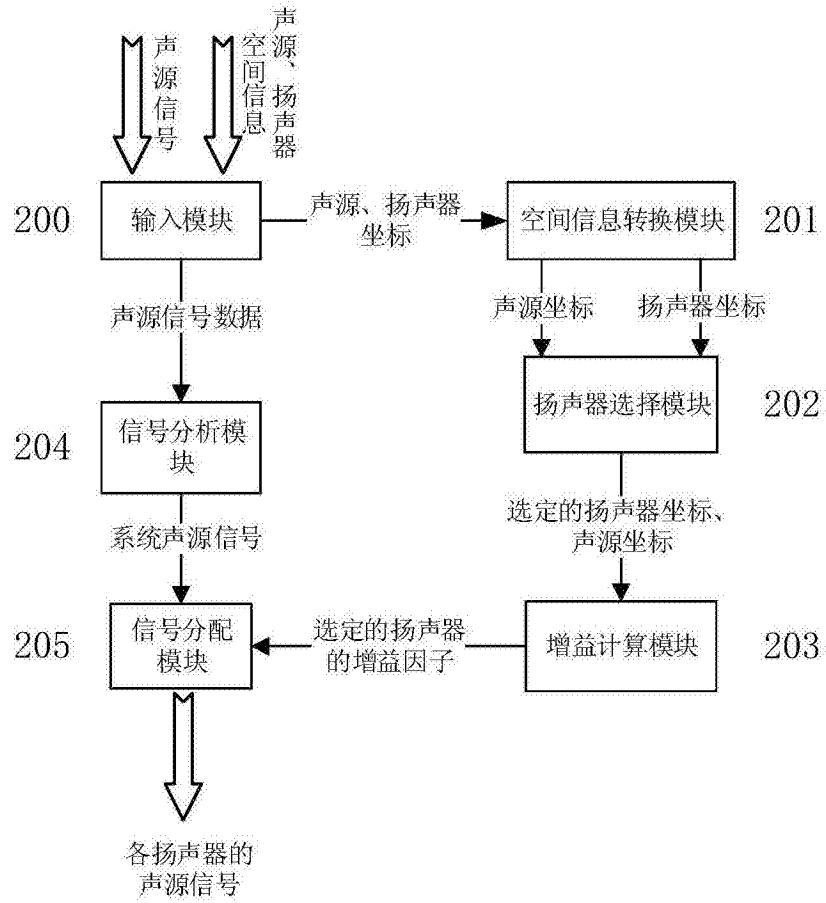 声源信号
声源、扬声器
空间信息
200
输入模块
声源、扬声器
坐标
空间信息转换模块
201
声源信号数据
声源坐标
扬声器坐标
204
信号分析模
块
扬声器选择模块
202
系统声源信号
选定的扬声器坐标、
声源坐标
205
信号分配
模块
选定的扬声器
的增益因子
增益计算模块
203
各扬声器的
声源信号